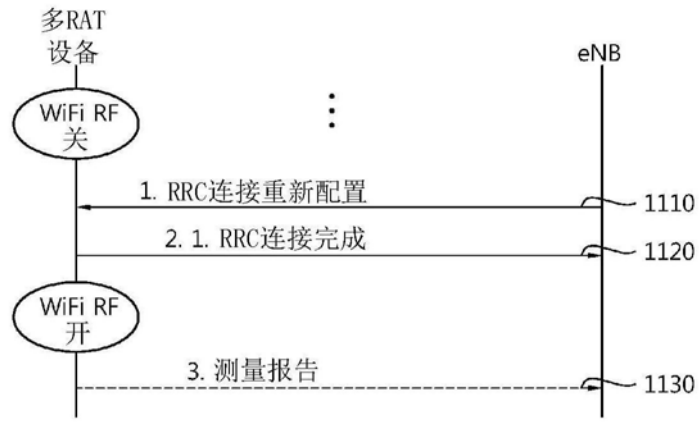 多RAT
设备
eNB
WiFi RF
关
1. RRC连接重新配置
1110
2. 1. RRC连接完成
1120
WiFi RF
开
3. 测量报告
1130